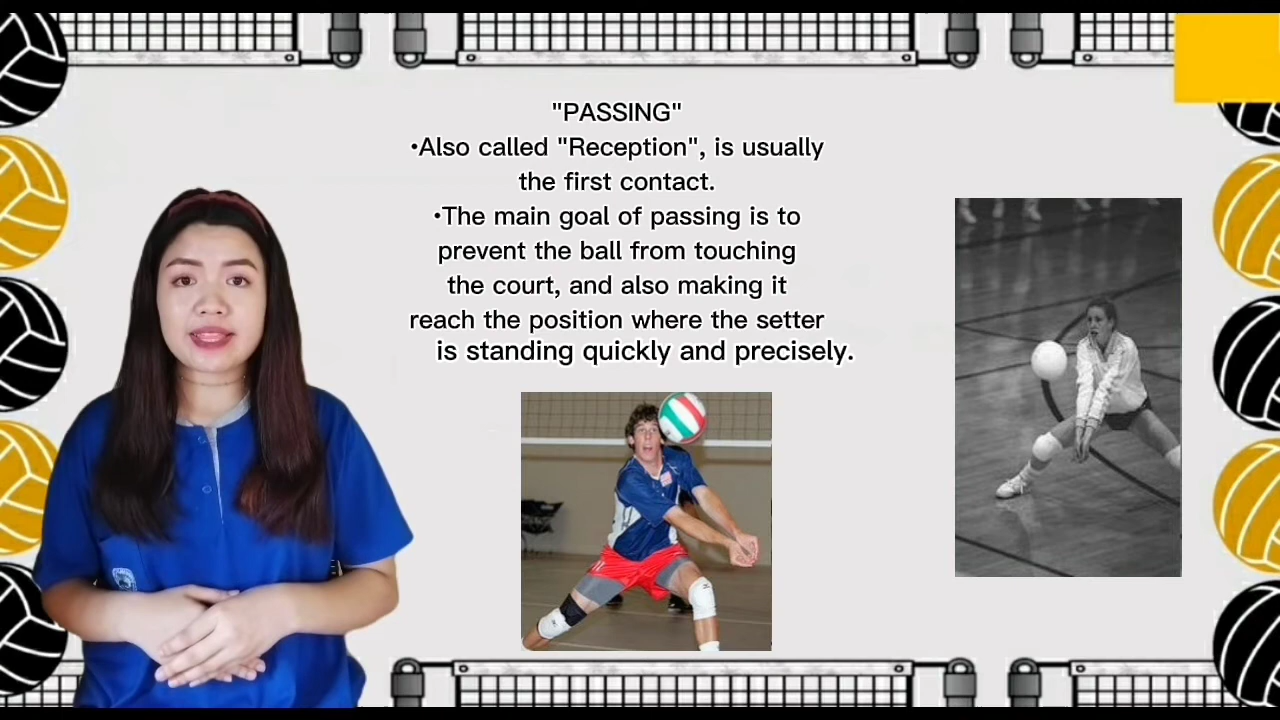 "PASSING"
•Also called "Reception", is usually
the first contact.
•The main goal of passing is to
prevent the ball from touching
the court, and also making it
reach the position where the setter
is standing quickly and precisely.